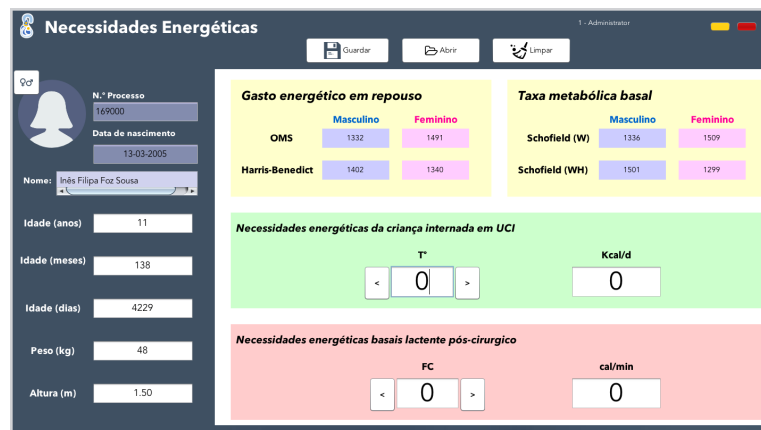 Necessidades Energéticas
1 - Administrator
Guardar
Abrir
Limpar
N.º Processo
169000
Data de nascimento
13-03-2005
Nome: Inês Filipa Foz Sousa
Idade (anos) 11
Idade (meses) 138
Idade (dias) 4229
Peso (kg) 48
Altura (m) 1.50
Gasto energético em repouso
Masculino Feminino
OMS 1332 1491
Harris-Benedict 1402 1340
Taxa metabólica basal
Masculino Feminino
Schofield (W) 1336 1509
Schofield (WH) 1501 1299
Necessidades energéticas da criança internada em UCI
Tº Kcal/d
< 0 > 0
Necessidades energéticas basais lactente pós-cirurgico
FC cal/min
< 0 > 0